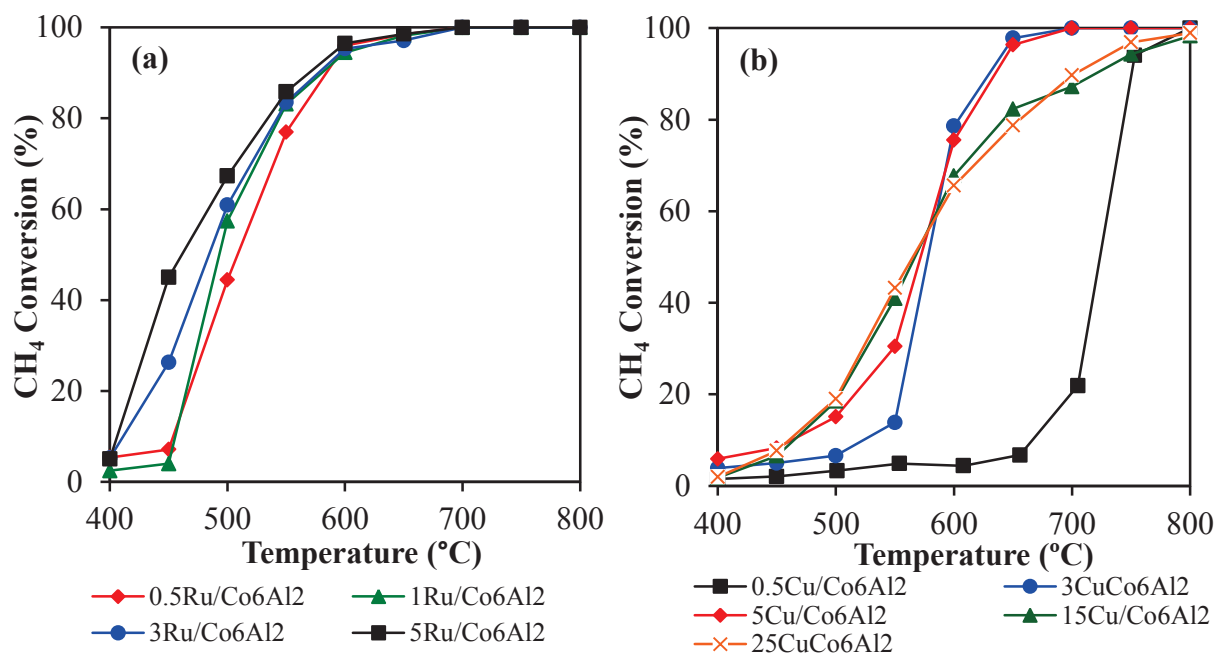 (a)
CH4 Conversion (%)
100
80
60
40
20
0
400 500 600 700 800
Temperature (°C)
0.5Ru/Co6Al2 1Ru/Co6Al2
3Ru/Co6Al2 5Ru/Co6Al2
(b)
CH4 Conversion (%)
100
80
60
40
20
0
400 500 600 700 800
Temperature (ºC)
0.5Cu/Co6Al2 3CuCo6Al2
5Cu/Co6Al2 15Cu/Co6Al2
25CuCo6Al2